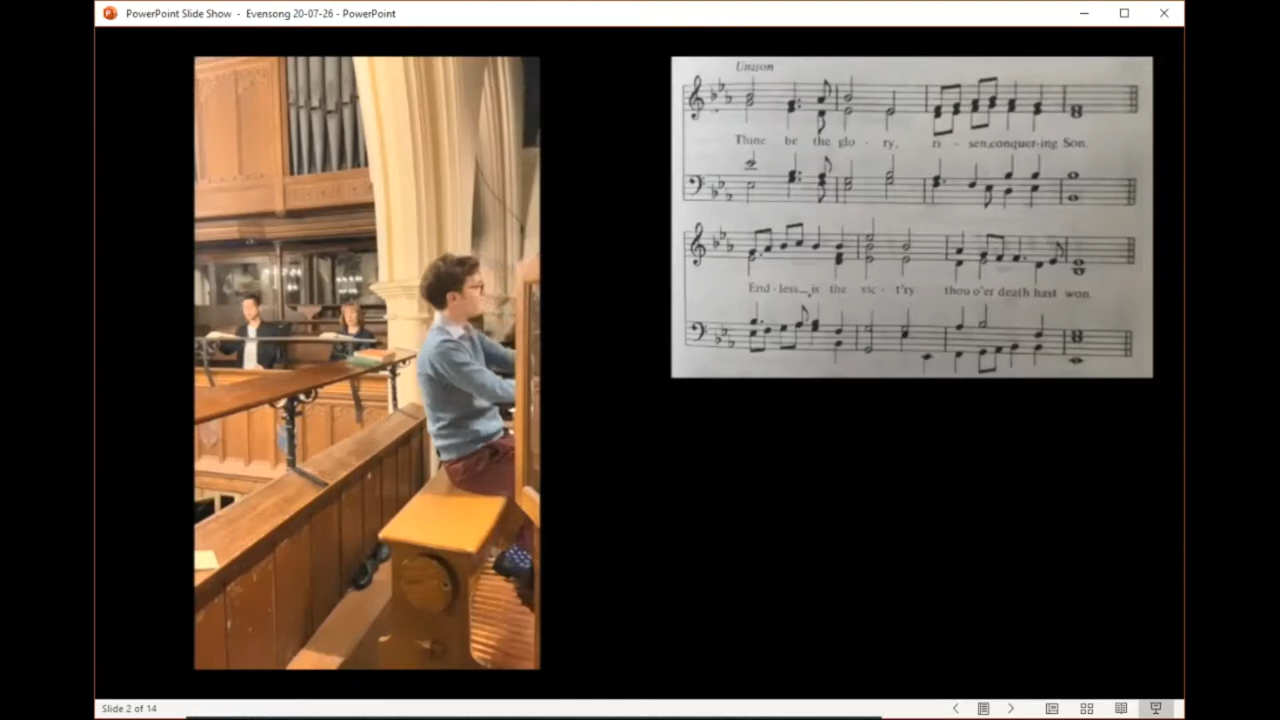 PowerPoint Slide Show - Evensong 20-07-26 - PowerPoint
Unison
Thine be the glo - ry, ri - sen, conquer-ing Son,
End - less is the vic - t'ry thou o'er death hast won.
Slide 2 of 14